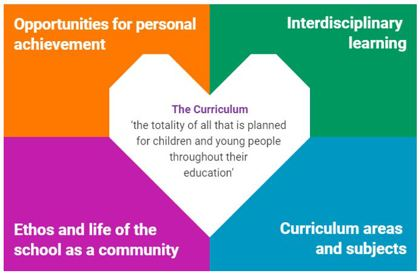 Opportunities for personal
achievement
Interdisciplinary
learning
The Curriculum
‘the totality of all that is planned
for children and young people
throughout their
education’
Ethos and life of the
school as a community
Curriculum areas
and subjects